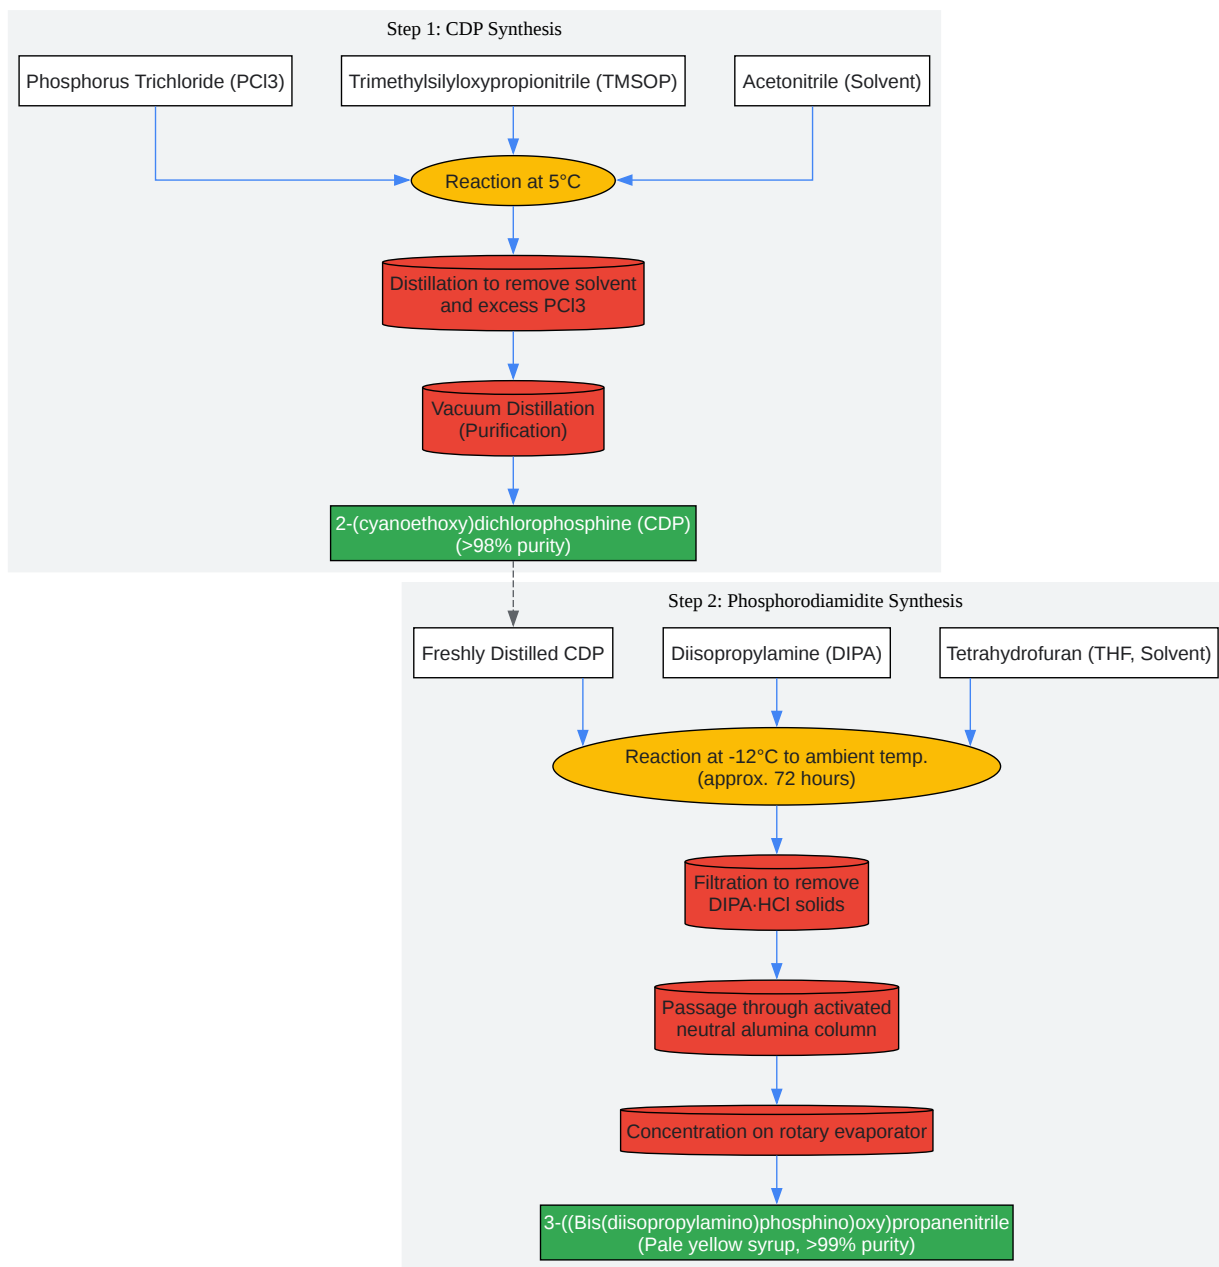 Step 1: CDP Synthesis
Phosphorus Trichloride (PCl3)
Trimethylsilyloxypropionitrile (TMSOP)
Acetonitrile (Solvent)
Reaction at 5°C
Distillation to remove solvent
and excess PCl3
Vacuum Distillation
(Purification)
2-(cyanoethoxy)dichlorophosphine (CDP)
(>98% purity)
Step 2: Phosphorodiamidite Synthesis
Freshly Distilled CDP
Diisopropylamine (DIPA)
Tetrahydrofuran (THF, Solvent)
Reaction at -12°C to ambient temp.
(approx. 72 hours)
Filtration to remove
DIPA·HCl solids
Passage through activated
neutral alumina column
Concentration on rotary evaporator
3-((Bis(diisopropylamino)phosphino)oxy)propanenitrile
(Pale yellow syrup, >99% purity)